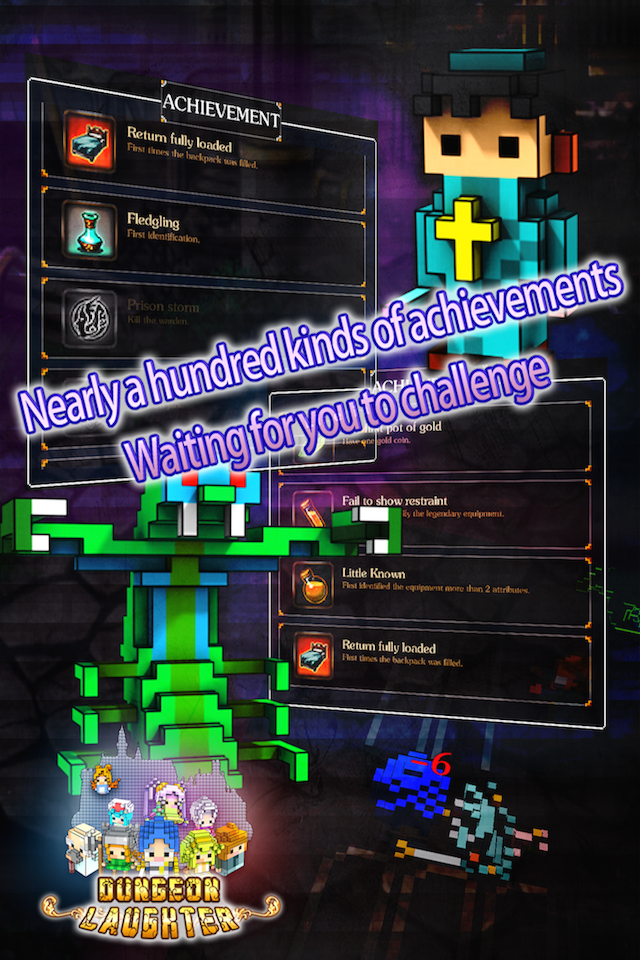 ACHIEVEMENT
Return fully loaded
First times the backpack was filled.
Fledgling
First identification.
Prison storm
Kill the warden.
Nearly a hundred kinds of achievements
Waiting for you to challenge
ACHI
pot of gold
Have one gold coin.
Fail to show restraint
the legendary equipment.
Little Known
First identified the equipment more than 2 attributes.
Return fully loaded
First times the backpack was filled.
-6
DUNGEON
LAUGHTER